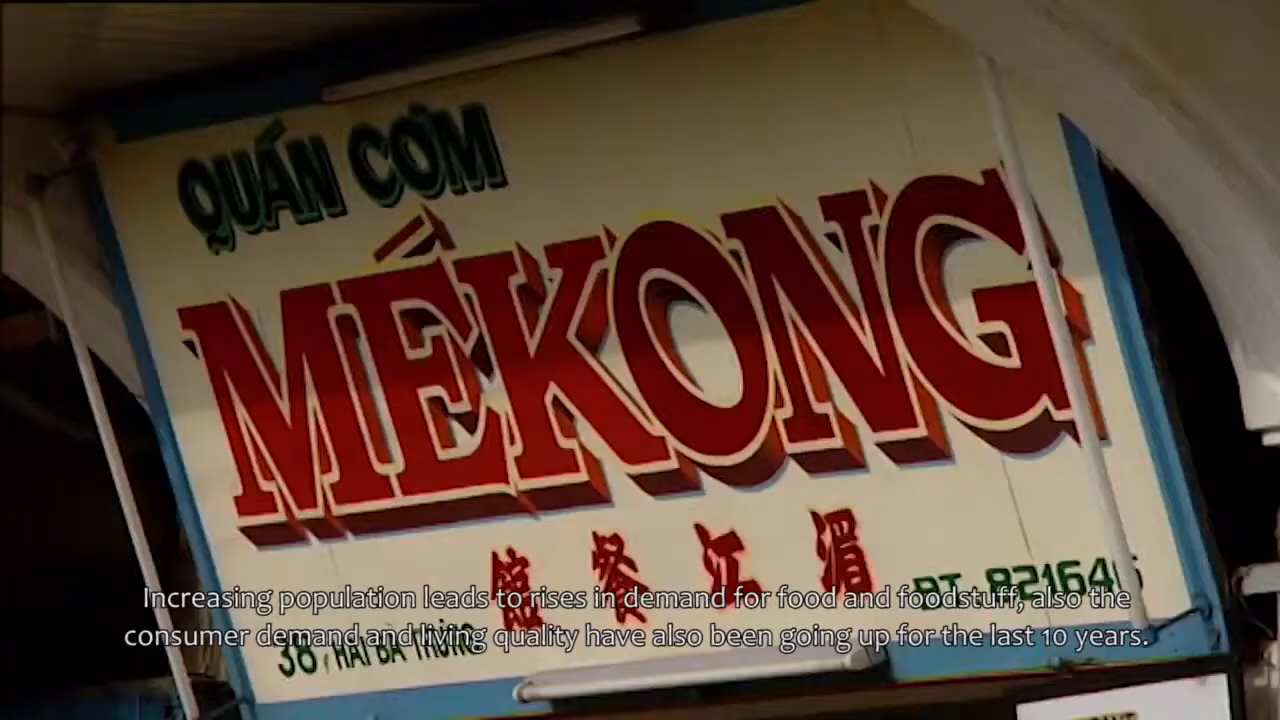 QUÁN CƠM
MÉKONG
館餐江湄
ĐT: 821646
38, HAI BÀ TRƯNG
Increasing population leads to rises in demand for food and foodstuff, also the
consumer demand and living quality have also been going up for the last 10 years.